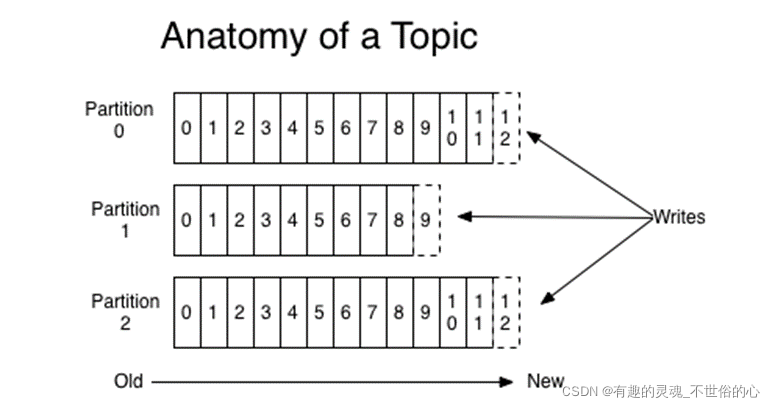 Anatomy of a Topic
Partition
0
0 1 2 3 4 5 6 7 8 9 10 11 12
Partition
1
0 1 2 3 4 5 6 7 8 9
Writes
Partition
2
0 1 2 3 4 5 6 7 8 9 10 11 12
Old
New
CSDN @有趣的灵魂_不世俗的心